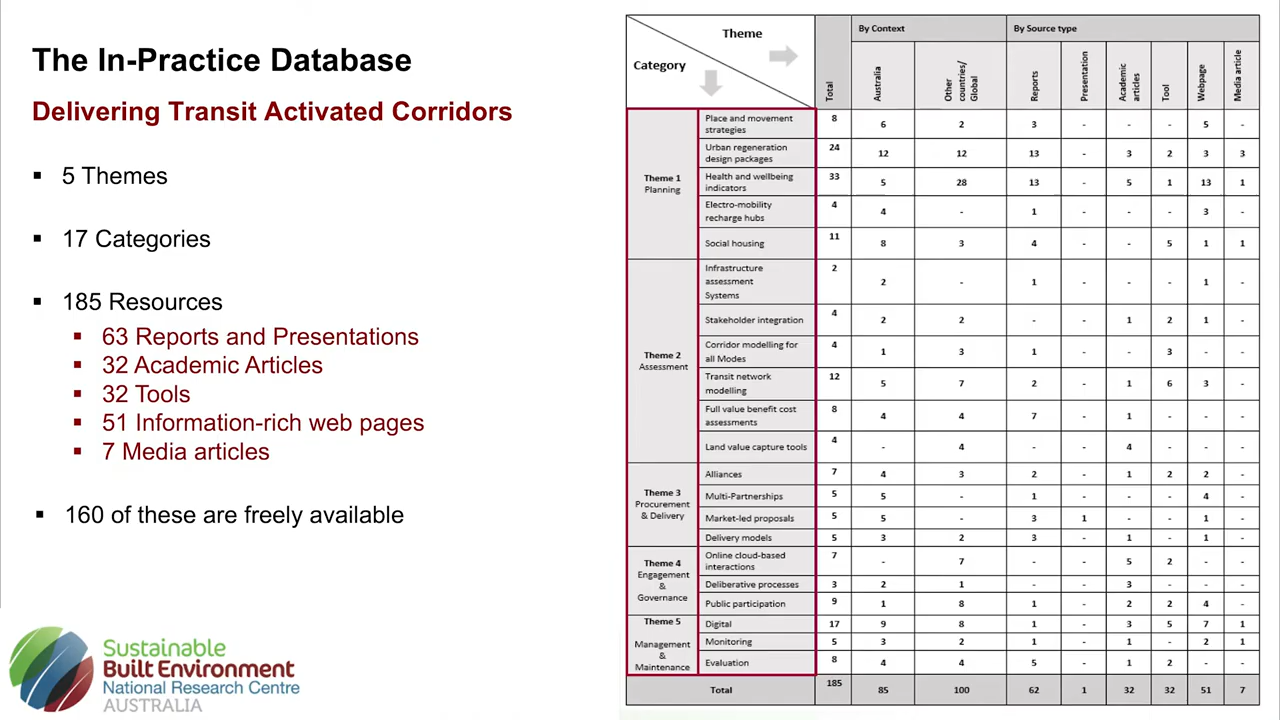 The In-Practice Database
Delivering Transit Activated Corridors
▪ 5 Themes
▪ 17 Categories
▪ 185 Resources
▪ 63 Reports and Presentations
▪ 32 Academic Articles
▪ 32 Tools
▪ 51 Information-rich web pages
▪ 7 Media articles
▪ 160 of these are freely available
Sustainable
Built Environment
National Research Centre
AUSTRALIA
Theme
Category
Total
By Context
By Source type
Australia
Other countries/ Global
Reports
Presentation
Academic articles
Tool
Webpage
Media article
Theme 1
Planning
Place and movement strategies 8 6 2 3 - - - 5 -
Urban regeneration design packages 24 12 12 13 - 3 2 3 3
Health and wellbeing indicators 33 5 28 13 - 5 1 13 1
Electro-mobility recharge hubs 4 4 - 1 - - - 3
Social housing 11 8 3 4 - - 5 1 1
Theme 2
Assessment
Infrastructure assessment Systems 2 2 - 1 - - - 1 -
Stakeholder integration 4 2 2 - - 1 2 1 -
Corridor modelling for all Modes 4 1 3 1 - - 3 - -
Transit network modelling 12 5 7 2 - 1 6 3 -
Full value benefit cost assessments 8 4 4 7 - 1 - - -
Land value capture tools 4 - 4 - - 4 - - -
Theme 3
Procurement
& Delivery
Alliances 7 4 3 2 - 1 2 2 -
Multi-Partnerships 5 5 - 1 - - - 4 -
Market-led proposals 5 5 - 3 1 - - 1 -
Delivery models 5 3 2 3 - 1 - 1 -
Theme 4
Engagement
&
Governance
Online cloud-based interactions 7 - 7 - - 5 2 - -
Deliberative processes 3 2 1 - - 3 - - -
Public participation 9 1 8 1 - 2 2 4 -
Theme 5
Management
&
Maintenance
Digital 17 9 8 1 - 3 5 7 1
Monitoring 5 3 2 1 - 1 - 2 1
Evaluation 8 4 4 5 - 1 2 - -
Total 185 85 100 62 1 32 32 51 7